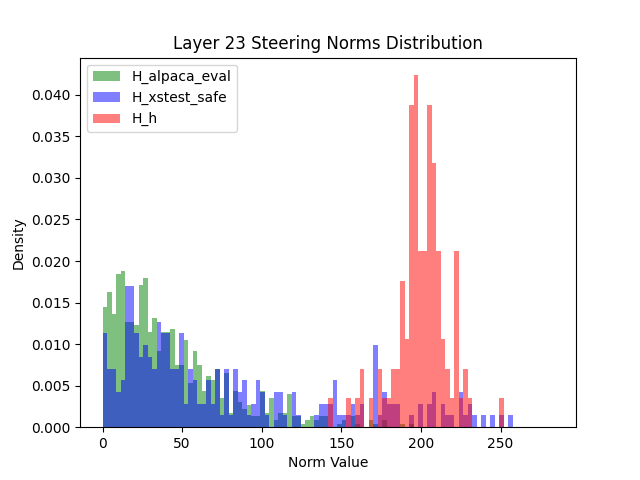 Layer 23 Steering Norms Distribution
H_alpaca_eval
H_xstest_safe
H_h
0.040
0.035
0.030
0.025
0.020
0.015
0.010
0.005
0.000
Density
0 50 100 150 200 250
Norm Value